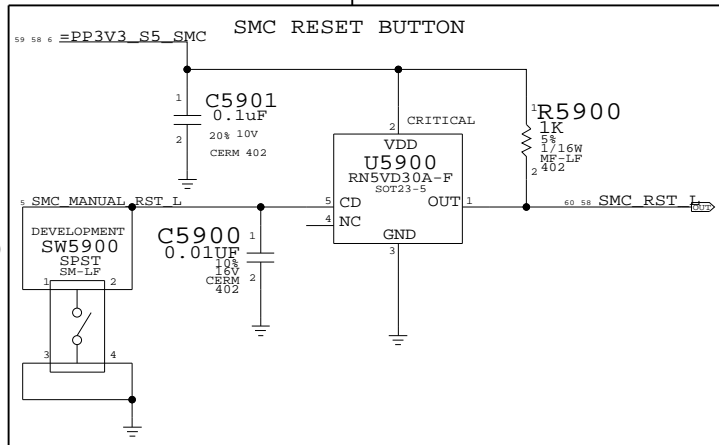 SMC RESET BUTTON
59 58 6 =PP3V3_S5_SMC
1
C5901
0.1uF
20% 10V
CERM 402
2
2
CRITICAL
VDD
U5900
RN5VD30A-F
SOT23-5
5 CD
OUT 1
4 NC
GND
3
1
R5900
1K
5%
1/16W
MF-LF
402
2
60 58 SMC_RST_L
OUT
5 SMC_MANUAL_RST_L
DEVELOPMENT
SW5900
SPST
SM-LF
1 2
3 4
C5900
0.01UF
10%
16V
CERM
402
1
2